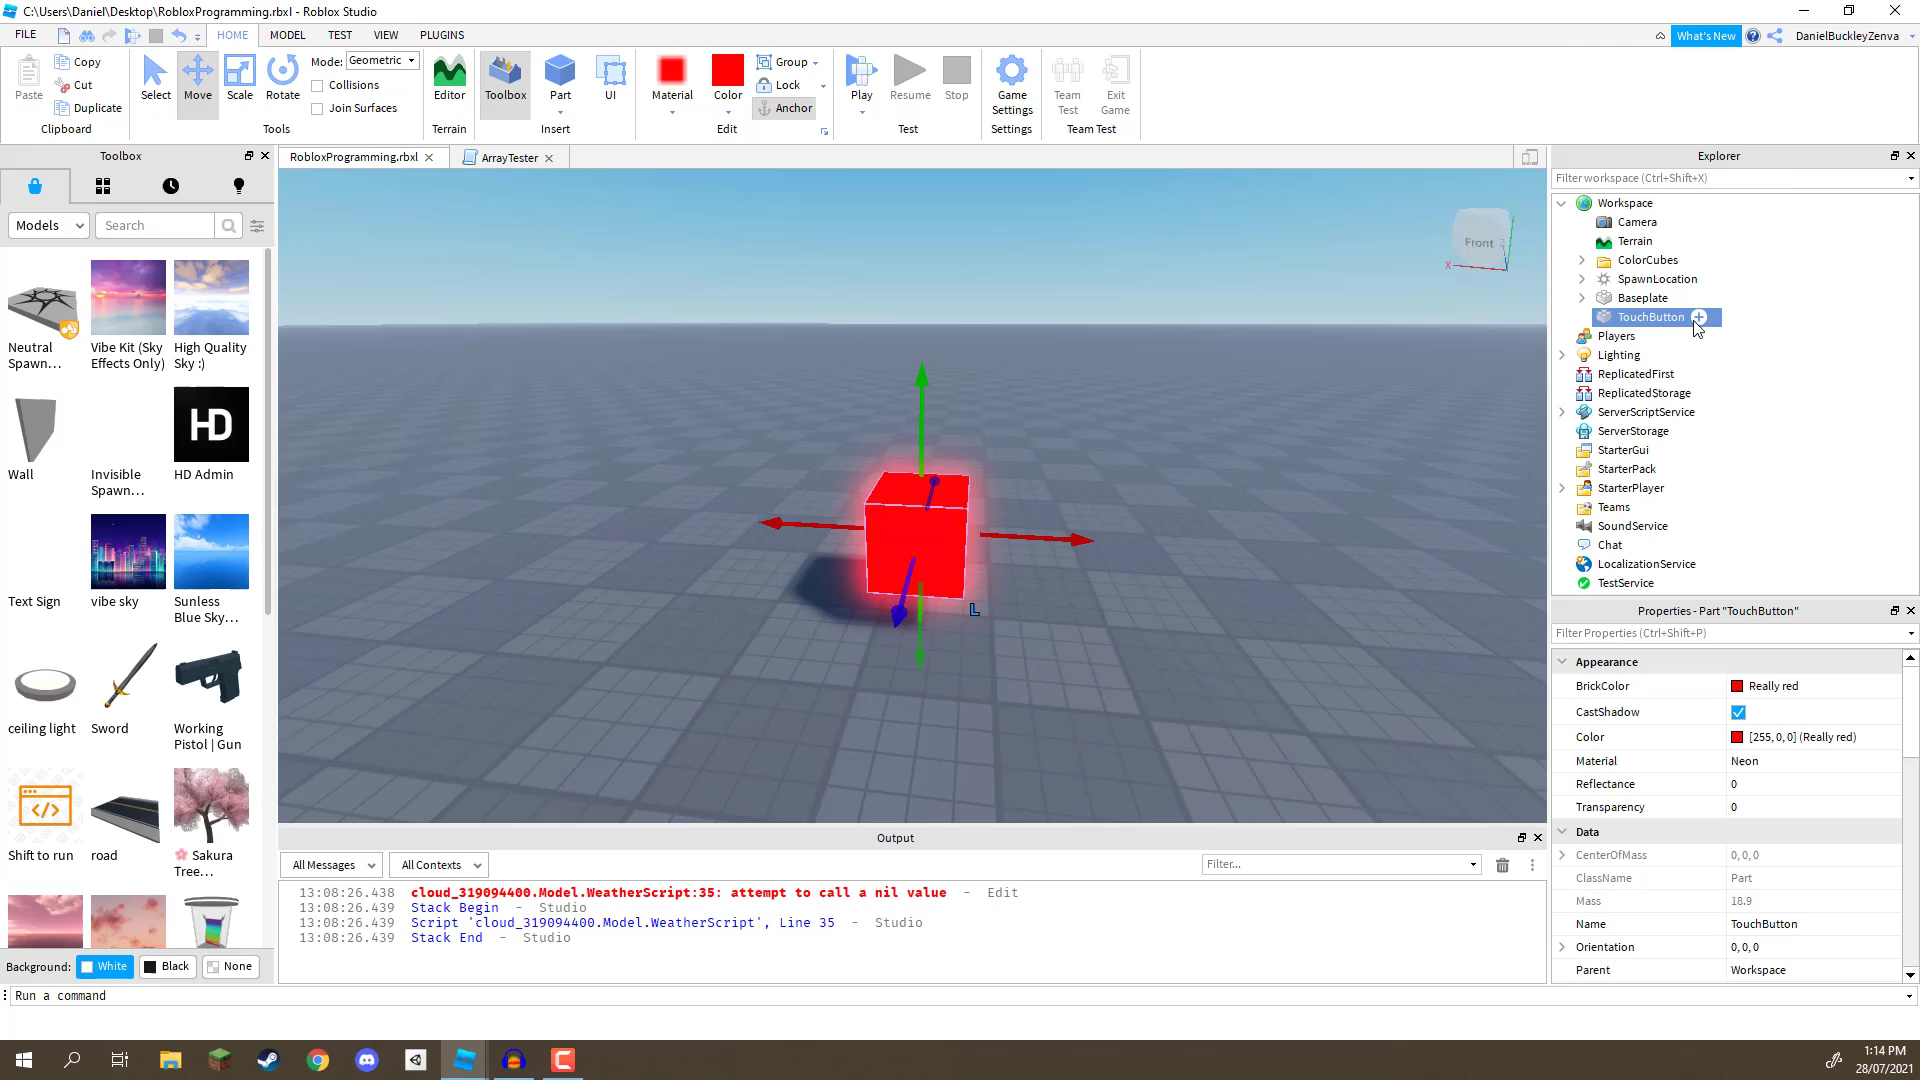 C:\Users\Daniel\Desktop\RobloxProgramming.rbxl - Roblox Studio
FILE HOME MODEL TEST VIEW PLUGINS
What's New DanielBuckleyZenva
Paste
Copy
Cut
Duplicate
Clipboard
Select Move Scale Rotate
Mode: Geometric
Collisions
Join Surfaces
Tools
Editor
Terrain
Toolbox Part UI
Insert
Material Color
Group
Lock
Anchor
Edit
Play Resume Stop
Test
Game Settings
Settings
Team Test
Exit Game
Team Test
Toolbox
RobloxProgramming.rbxl ArrayTester
Models Search
Neutral Spawn...
Vibe Kit (Sky Effects Only)
High Quality Sky :)
Wall
Invisible Spawn...
HD
HD Admin
Text Sign
vibe sky
Sunless Blue Sky...
ceiling light
Sword
Working Pistol | Gun
Shift to run
road
Sakura Tree...
Background: White Black None
Front
X
Z
L
Output
All Messages All Contexts Filter...
13:08:26.438 cloud_319094400.Model.WeatherScript:35: attempt to call a nil value - Edit
13:08:26.439 Stack Begin - Studio
13:08:26.439 Script 'cloud_319094400.Model.WeatherScript', Line 35 - Studio
13:08:26.439 Stack End - Studio
Explorer
Filter workspace (Ctrl+Shift+X)
Workspace
Camera
Terrain
ColorCubes
SpawnLocation
Baseplate
TouchButton
Players
Lighting
ReplicatedFirst
ReplicatedStorage
ServerScriptService
ServerStorage
StarterGui
StarterPack
StarterPlayer
Teams
SoundService
Chat
LocalizationService
TestService
Properties - Part "TouchButton"
Filter Properties (Ctrl+Shift+P)
Appearance
BrickColor Really red
CastShadow
Color [255, 0, 0] (Really red)
Material Neon
Reflectance 0
Transparency 0
Data
CenterOfMass 0, 0, 0
ClassName Part
Mass 18.9
Name TouchButton
Orientation 0, 0, 0
Parent Workspace
Run a command
1:14 PM
28/07/2021